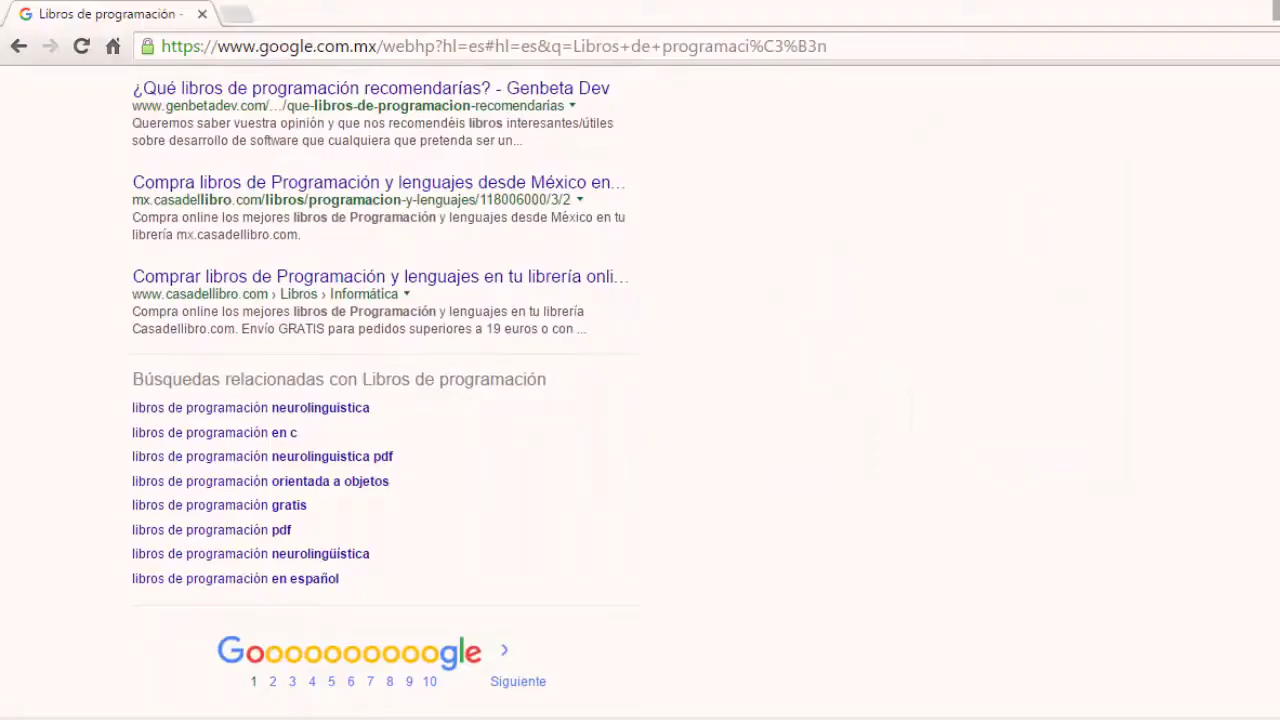 Libros de programación -
https://www.google.com.mx/webhp?hl=es#hl=es&q=Libros+de+programaci%C3%B3n
¿Qué libros de programación recomendarías? - Genbeta Dev
www.genbetadev.com/.../que-libros-de-programacion-recomendarias
Queremos saber vuestra opinión y que nos recomendéis libros interesantes/útiles
sobre desarrollo de software que cualquiera que pretenda ser un...
Compra libros de Programación y lenguajes desde México en...
mx.casadellibro.com/libros/programacion-y-lenguajes/118006000/3/2
Compra online los mejores libros de Programación y lenguajes desde México en tu
librería mx.casadellibro.com.
Comprar libros de Programación y lenguajes en tu librería onli...
www.casadellibro.com › Libros › Informática
Compra online los mejores libros de Programación y lenguajes en tu librería
Casadellibro.com. Envío GRATIS para pedidos superiores a 19 euros o con ...
Búsquedas relacionadas con Libros de programación
libros de programación neurolinguistica
libros de programación en c
libros de programación neurolinguistica pdf
libros de programación orientada a objetos
libros de programación gratis
libros de programación pdf
libros de programación neurolingüística
libros de programación en español
Goooooooooogle ›
1 2 3 4 5 6 7 8 9 10 Siguiente